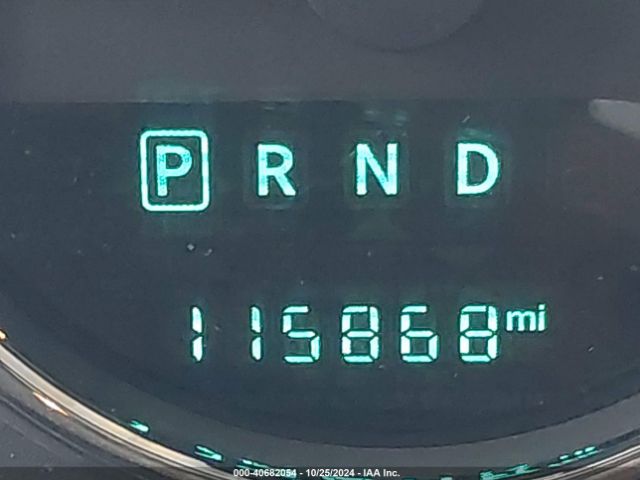 P R N D
115868 mi
000-40682054 - 10/25/2024 - IAA Inc.